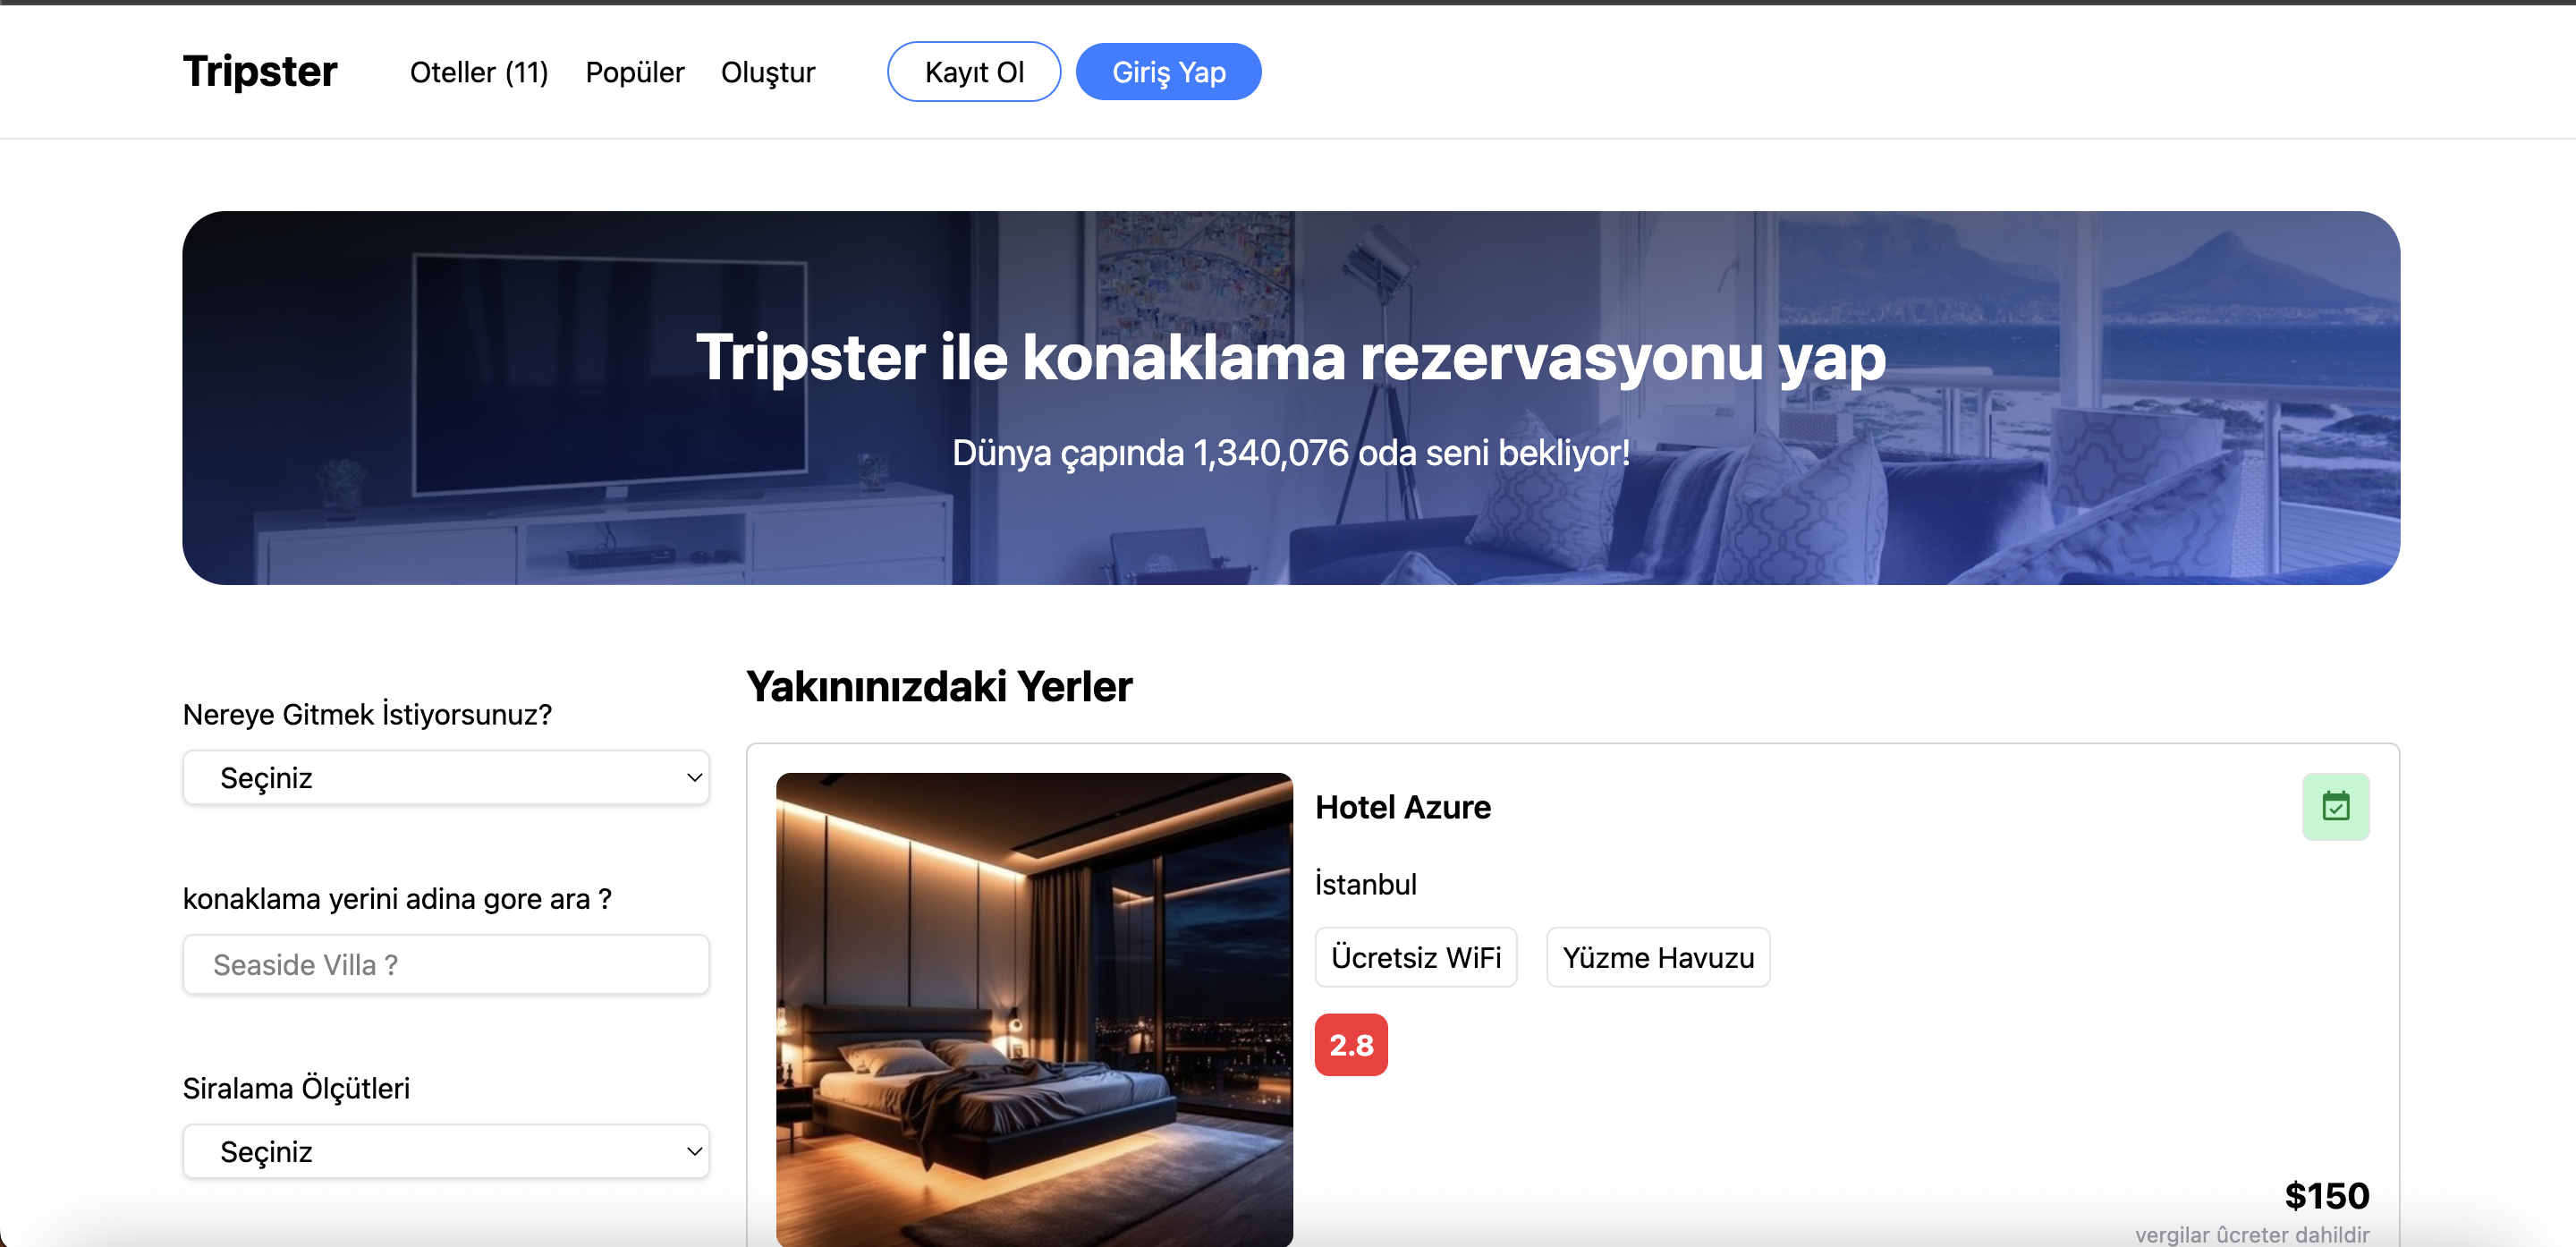 Tripster
Oteller (11)
Popüler
Oluştur
Kayıt Ol
Giriş Yap
Tripster ile konaklama rezervasyonu yap
Dünya çapında 1,340,076 oda seni bekliyor!
Nereye Gitmek İstiyorsunuz?
Seçiniz
konaklama yerini adina gore ara ?
Seaside Villa ?
Siralama Ölçütleri
Seçiniz
Yakınınızdaki Yerler
Hotel Azure
İstanbul
Ücretsiz WiFi
Yüzme Havuzu
2.8
$150
vergilar ûcreter dahildir